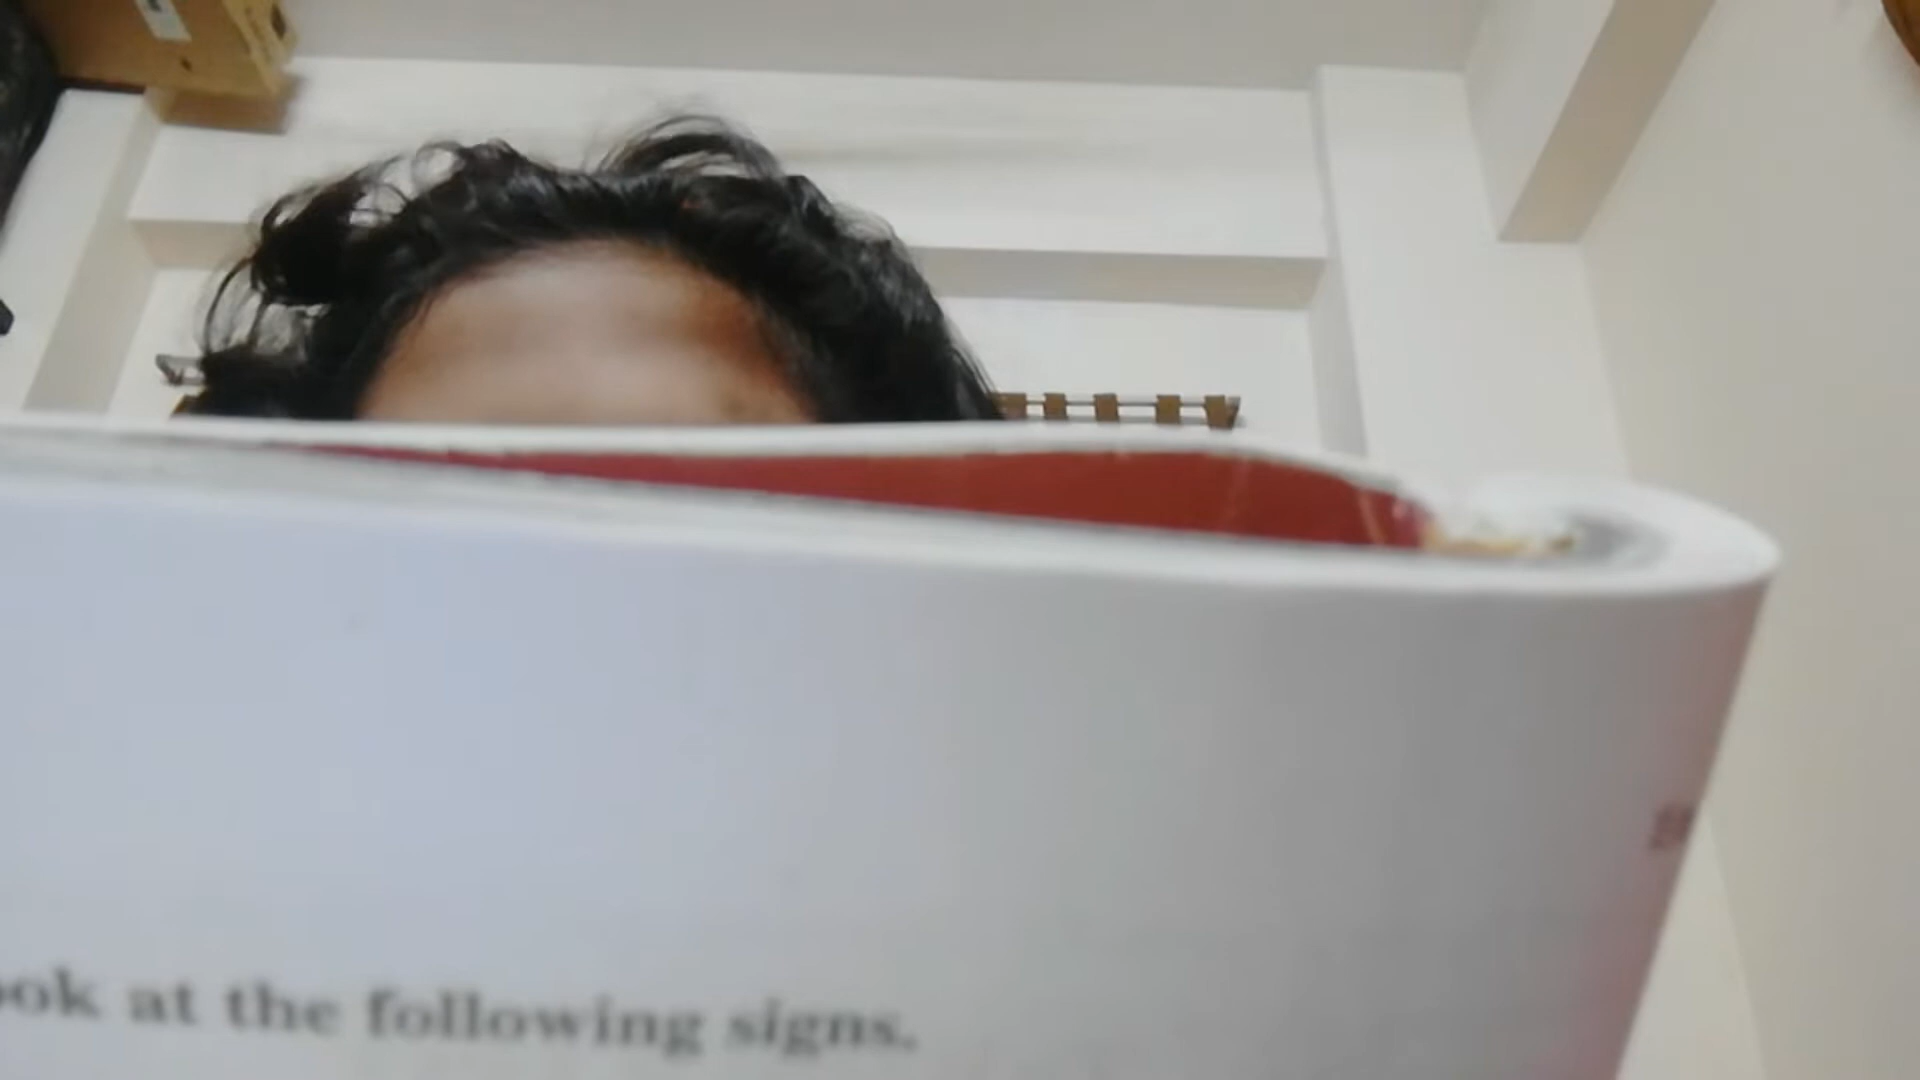 ook at the following signs.